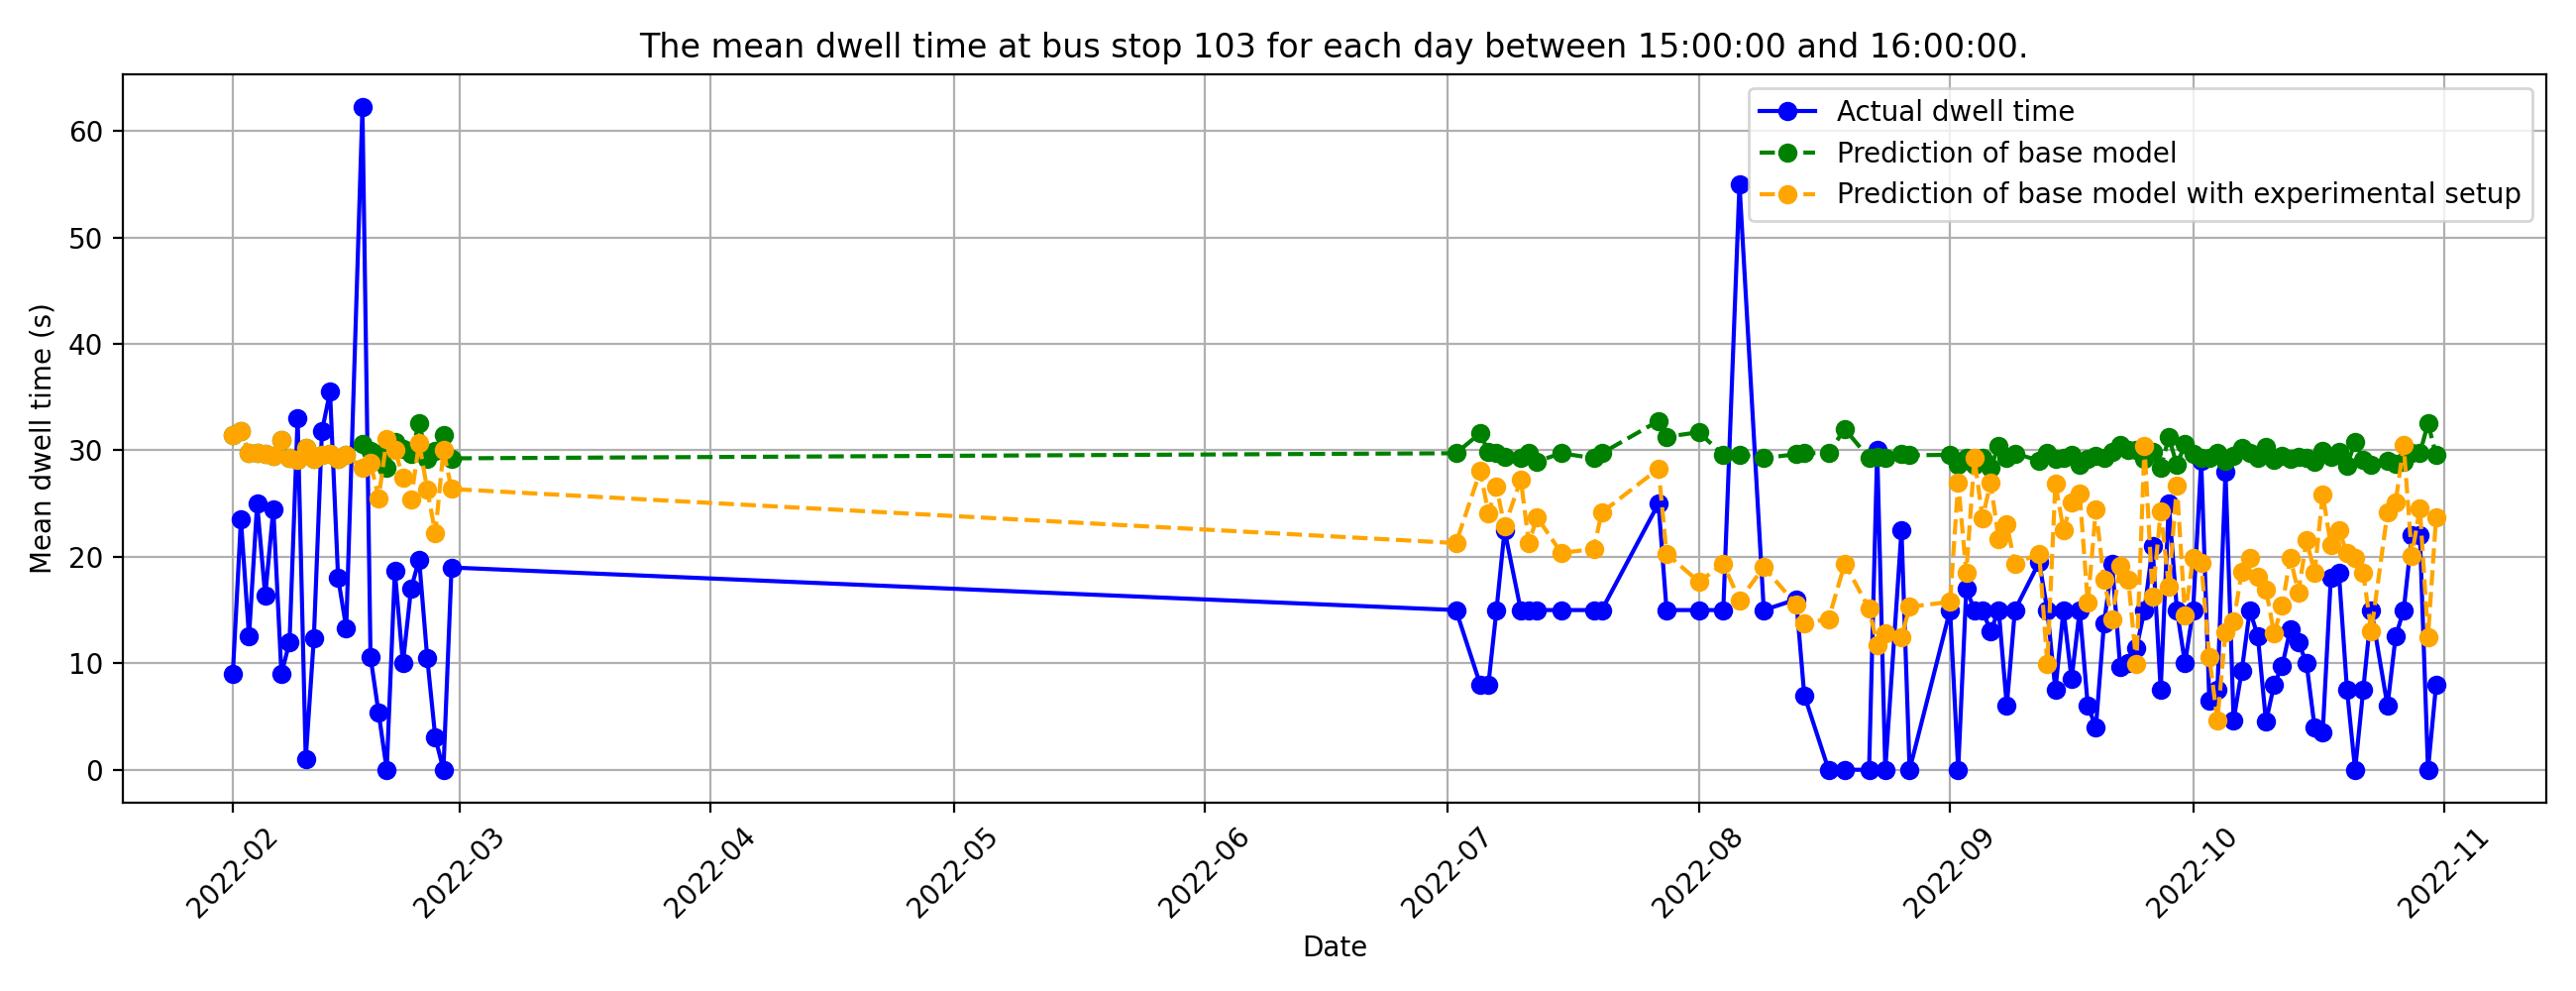 The mean dwell time at bus stop 103 for each day between 15:00:00 and 16:00:00.
Actual dwell time
Prediction of base model
Prediction of base model with experimental setup
Mean dwell time (s)
60
50
40
30
20
10
0
2022-02
2022-03
2022-04
2022-05
2022-06
2022-07
2022-08
2022-09
2022-10
2022-11
Date